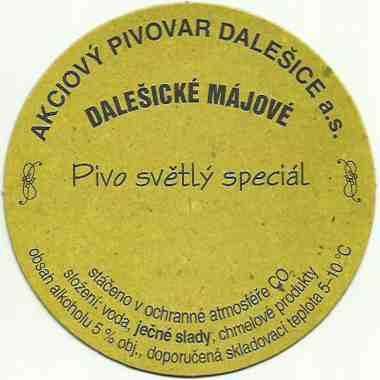 AKCIOVÝ PIVOVAR DALEŠICE a.s.
DALEŠICKÉ MÁJOVÉ
Pivo světlý speciál
stáčeno v ochranné atmosféře CO
složení: voda, ječné slady, chmelové produkty
obsah alkoholu 5 % obj., doporučená skladovací teplota 5-10 °C